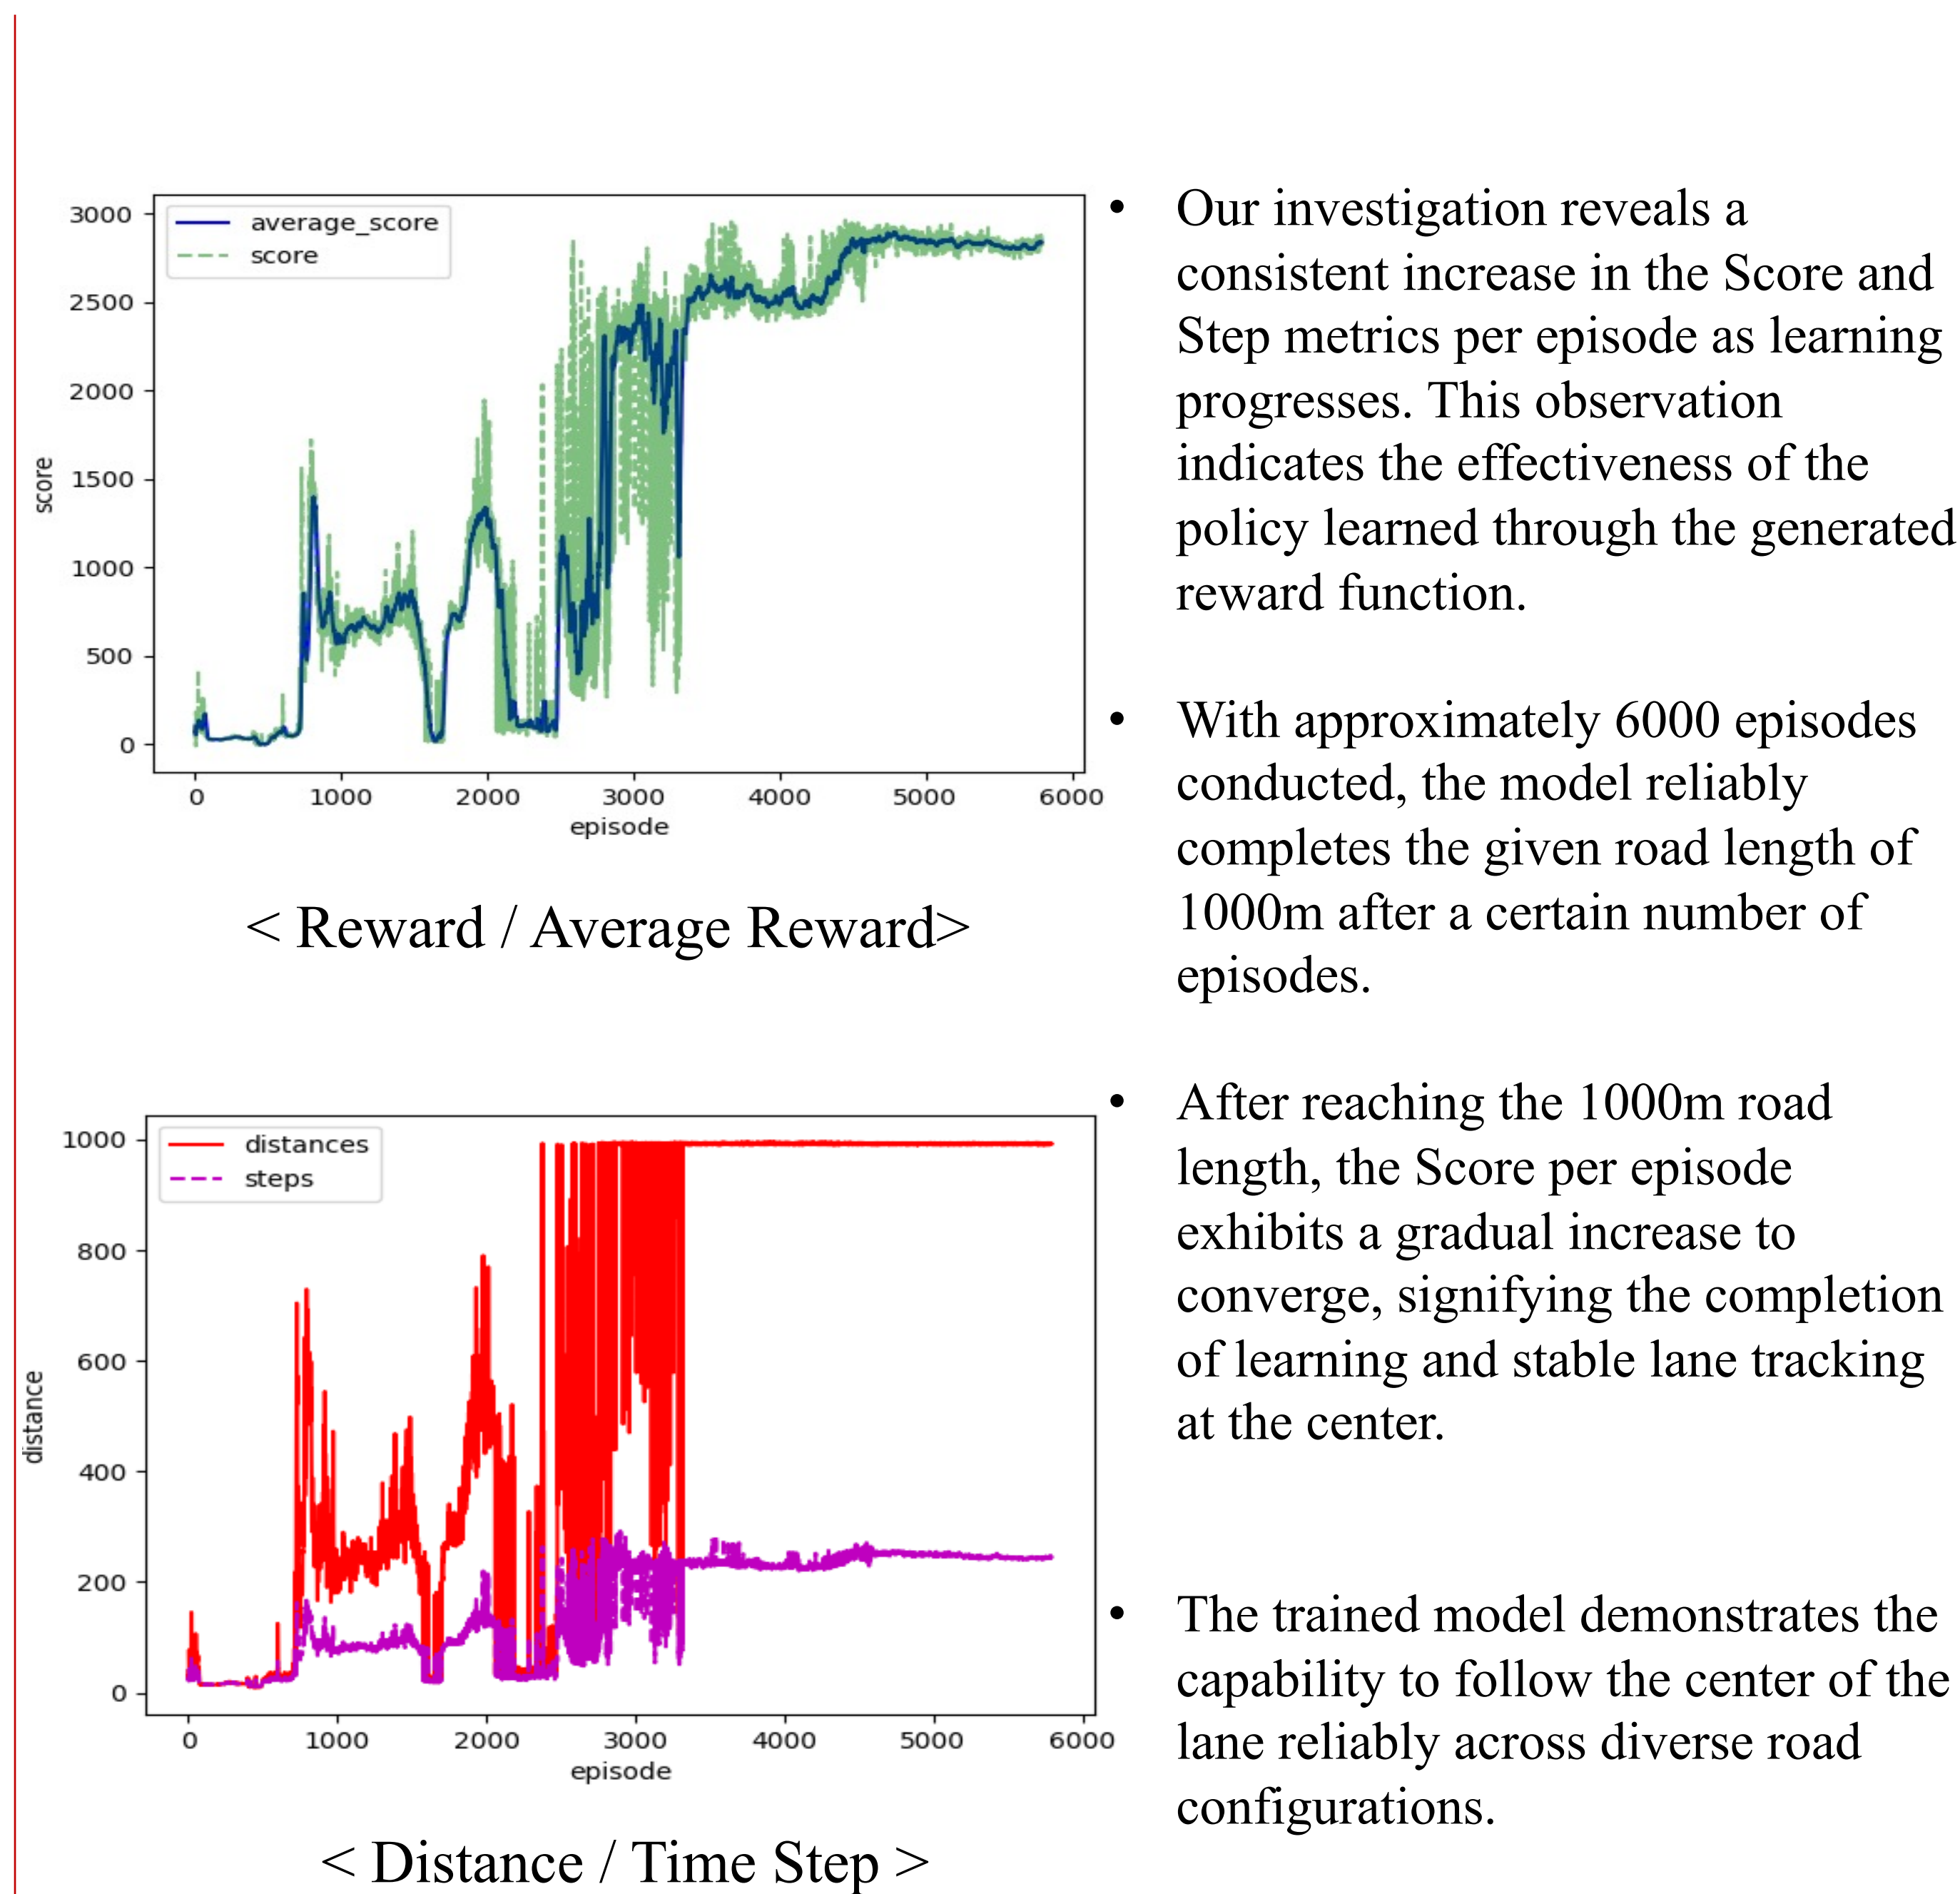 3000
2500
2000
1500
1000
500
0
score
average_score
score
0 1000 2000 3000 4000 5000 6000
episode
< Reward / Average Reward>
1000
800
600
400
200
0
distance
distances
steps
0 1000 2000 3000 4000 5000 6000
episode
< Distance / Time Step >
• Our investigation reveals a
consistent increase in the Score and
Step metrics per episode as learning
progresses. This observation
indicates the effectiveness of the
policy learned through the generated
reward function.
• With approximately 6000 episodes
conducted, the model reliably
completes the given road length of
1000m after a certain number of
episodes.
• After reaching the 1000m road
length, the Score per episode
exhibits a gradual increase to
converge, signifying the completion
of learning and stable lane tracking
at the center.
• The trained model demonstrates the
capability to follow the center of the
lane reliably across diverse road
configurations.